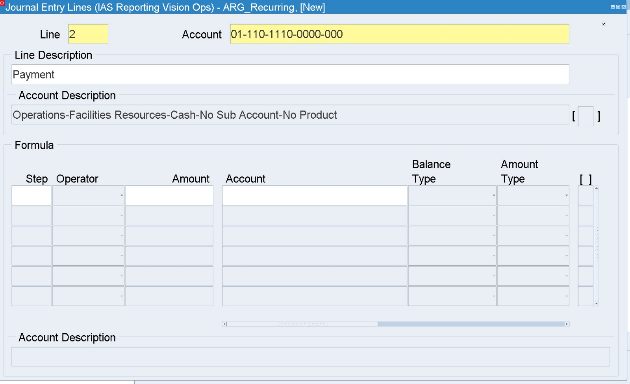 Journal Entry Lines (IAS Reporting Vision Ops) - ARG_Recurring, [New]
Line 2 Account 01-110-1110-0000-000
Line Description
Payment
Account Description
Operations-Facilities Resources-Cash-No Sub Account-No Product [ ]
Formula
Balance Amount
Step Operator Amount Account Type Type [ ]
Account Description